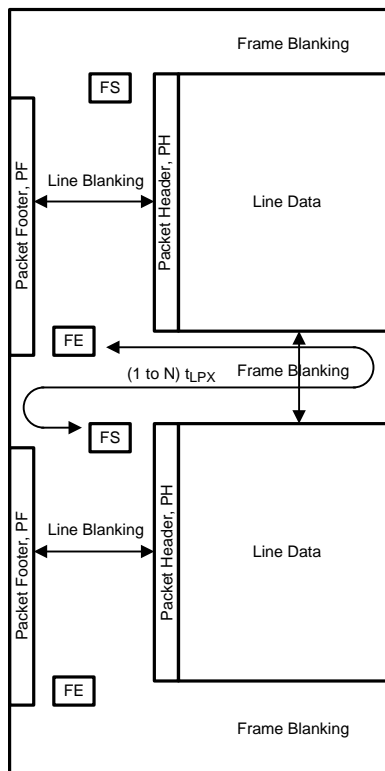 Frame Blanking
FS
Packet Footer, PF
Line Blanking
Packet Header, PH
Line Data
FE
(1 to N) tLPX
Frame Blanking
FS
Packet Footer, PF
Line Blanking
Packet Header, PH
Line Data
FE
Frame Blanking